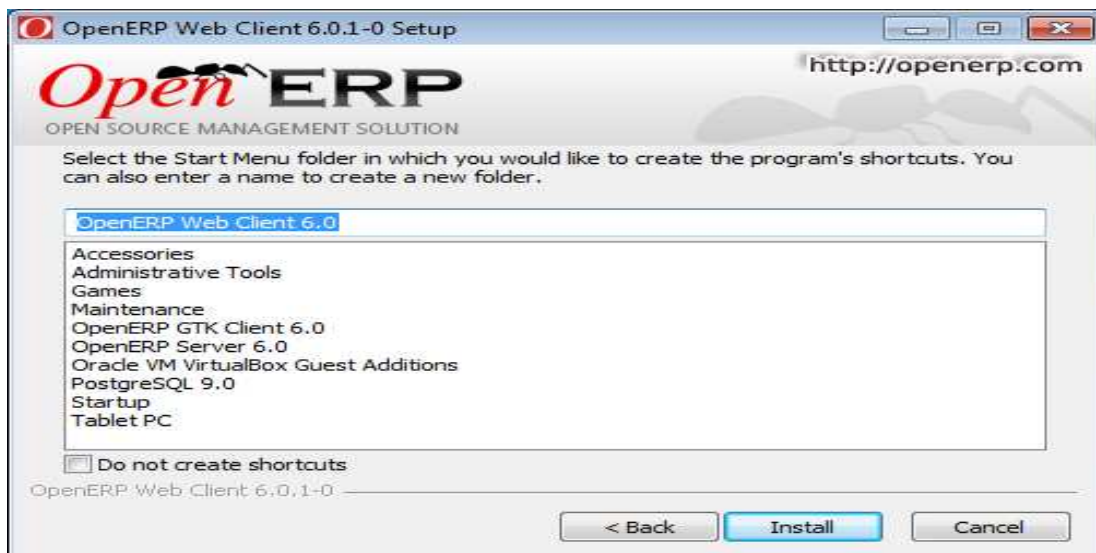 OpenERP Web Client 6.0.1-0 Setup
Open ERP
http://openerp.com
OPEN SOURCE MANAGEMENT SOLUTION
Select the Start Menu folder in which you would like to create the program's shortcuts. You
can also enter a name to create a new folder.
OpenERP Web Client 6.0
Accessories
Administrative Tools
Games
Maintenance
OpenERP GTK Client 6.0
OpenERP Server 6.0
Oracle VM VirtualBox Guest Additions
PostgreSQL 9.0
Startup
Tablet PC
Do not create shortcuts
OpenERP Web Client 6.0.1-0
< Back
Install
Cancel